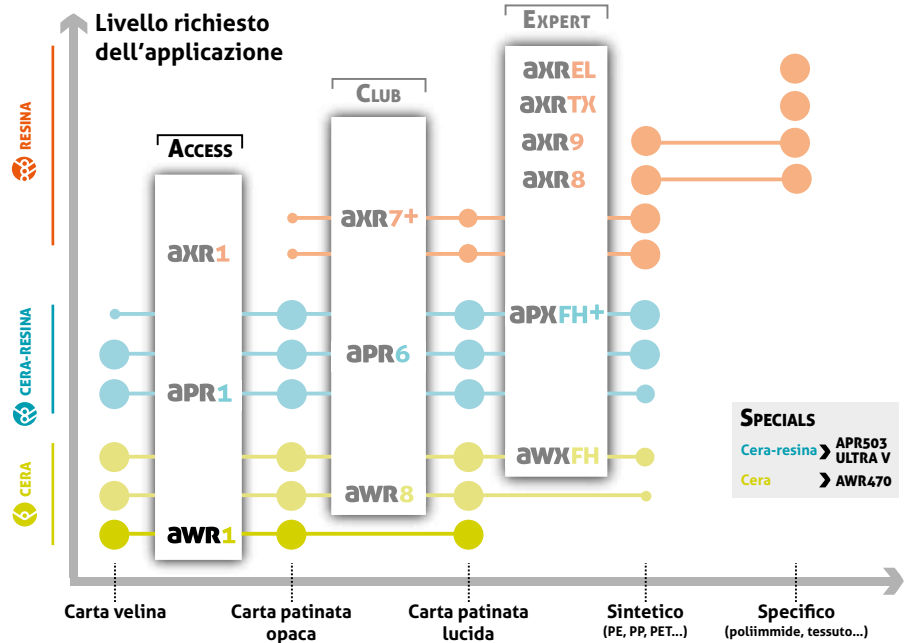 Livello richiesto
dell'applicazione
EXPERT
CLUB
ACCESS
RESINA
CERA-RESINA
CERA
aXREL
aXRTX
aXR9
aXR8
aXR7+
aXR1
aPXFH+
aPR6
aPR1
aWXFH
aWR8
aWR1
SPECIALS
Cera-resina APR503
ULTRA V
Cera AWR470
Carta velina
Carta patinata
opaca
Carta patinata
lucida
Sintetico
(PE, PP, PET...)
Specifico
(poliimmide, tessuto...)